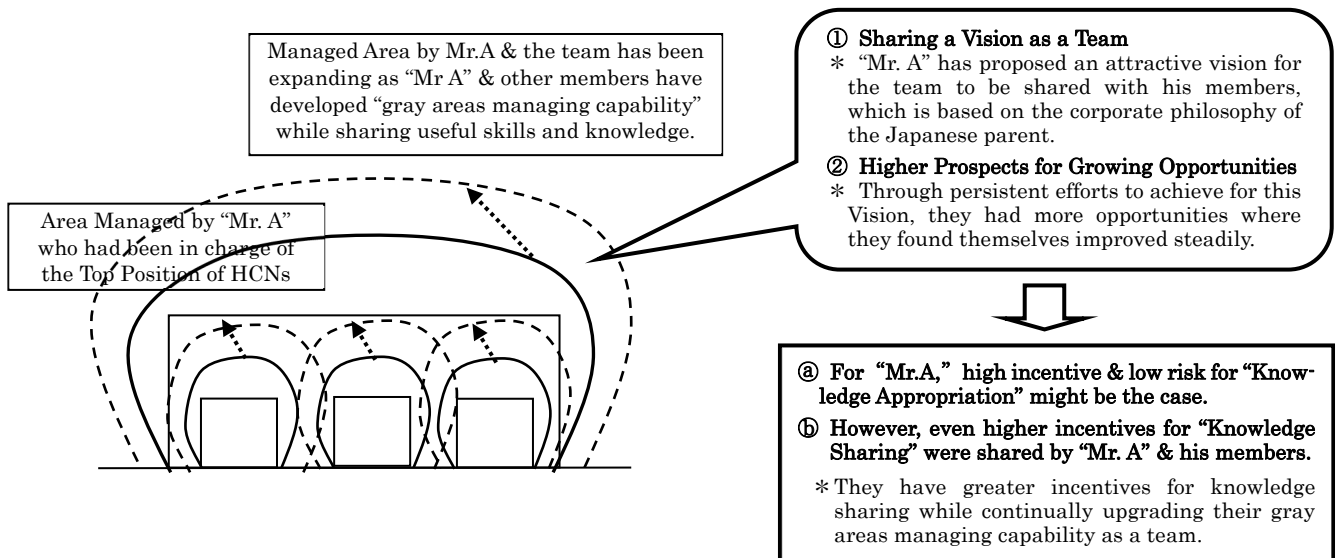 Managed Area by Mr.A & the team has been
expanding as “Mr A” & other members have
developed “gray areas managing capability”
while sharing useful skills and knowledge.
Area Managed by “Mr. A”
who had been in charge of
the Top Position of HCNs
① Sharing a Vision as a Team
＊ “Mr. A” has proposed an attractive vision for
the team to be shared with his members,
which is based on the corporate philosophy of
the Japanese parent.
② Higher Prospects for Growing Opportunities
＊ Through persistent efforts to achieve for this
Vision, they had more opportunities where
they found themselves improved steadily.
ⓐ For “Mr.A,” high incentive & low risk for “Know-
ledge Appropriation” might be the case.
ⓑ However, even higher incentives for “Knowledge
Sharing” were shared by “Mr. A” & his members.
＊They have greater incentives for knowledge
sharing while continually upgrading their gray
areas managing capability as a team.